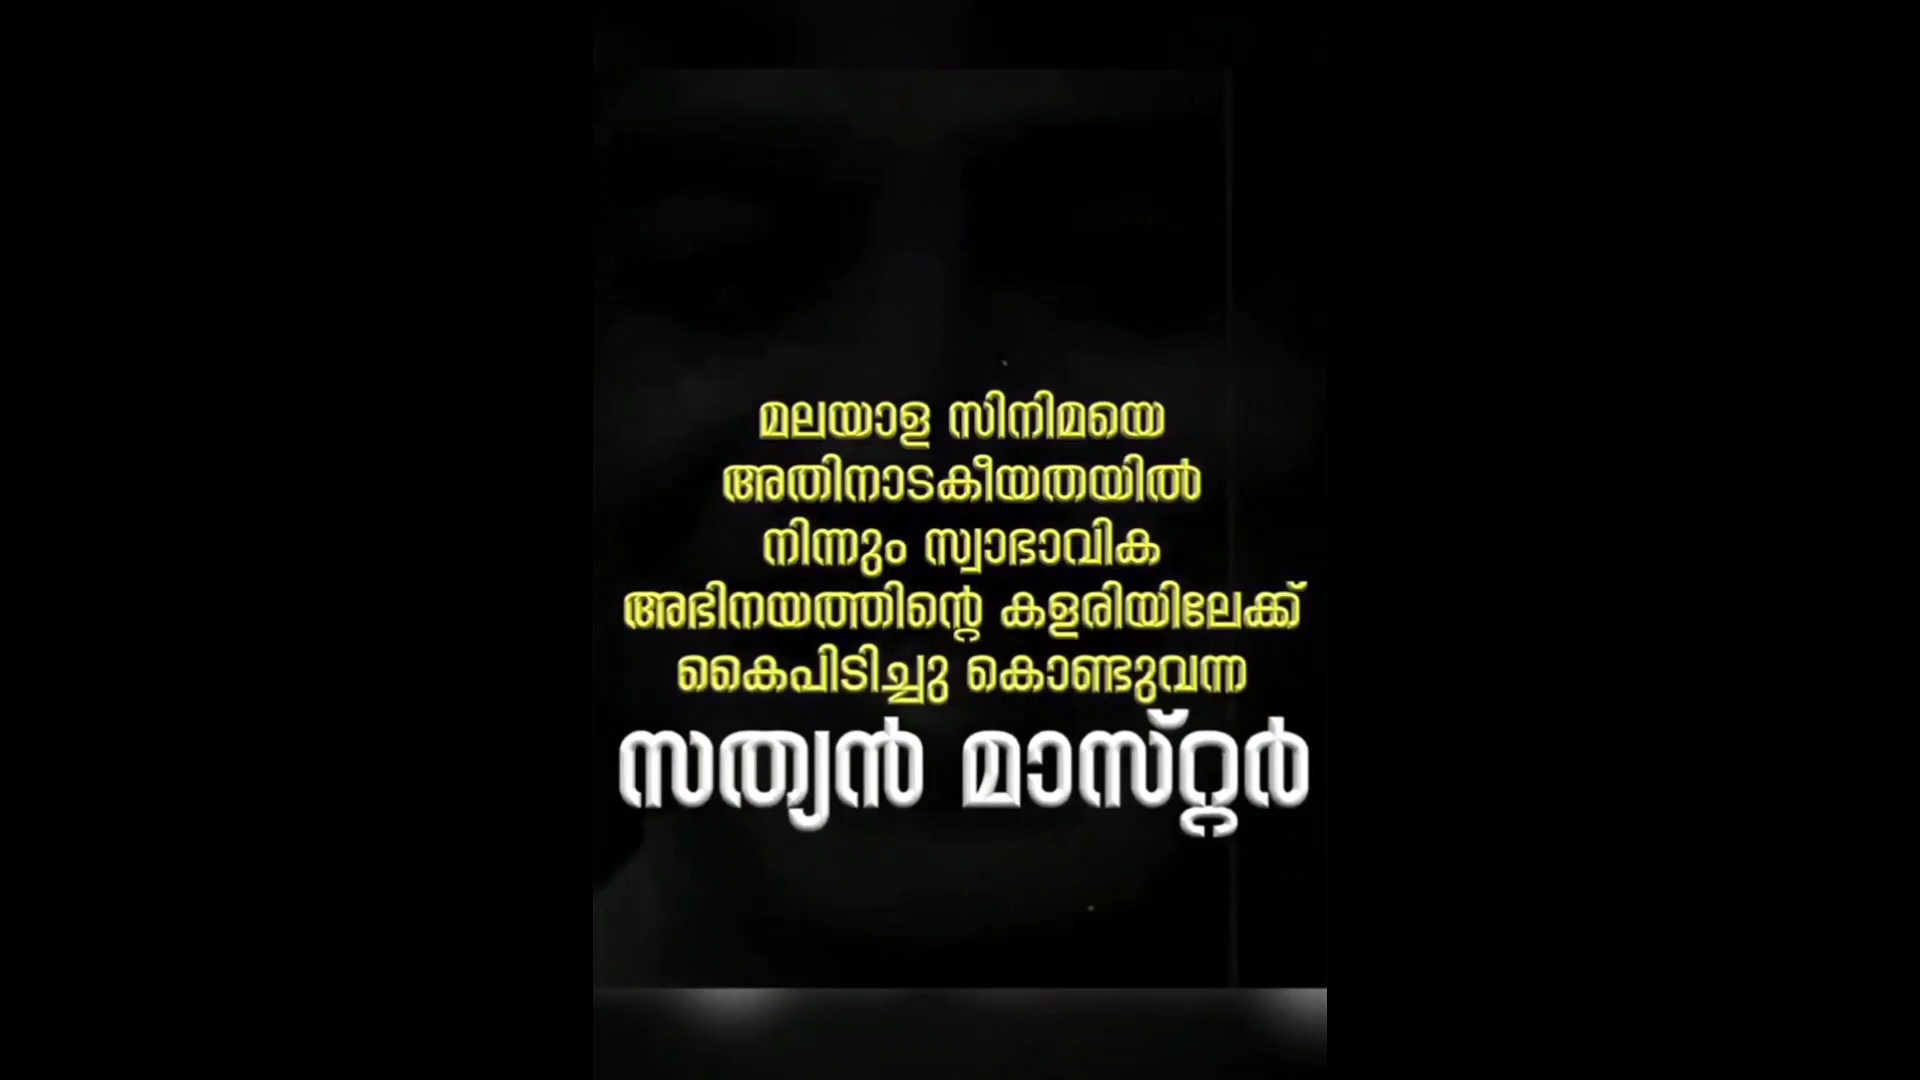 മലയാള സിനിമയെ
അതിനാടകീയതയിൽ
നിന്നും സ്വാഭാവിക
അഭിനയത്തിന്റെ കളരിയിലേക്ക്
കൈപിടിച്ചു കൊണ്ടുവന്ന
സത്യൻ മാസ്റ്റർ